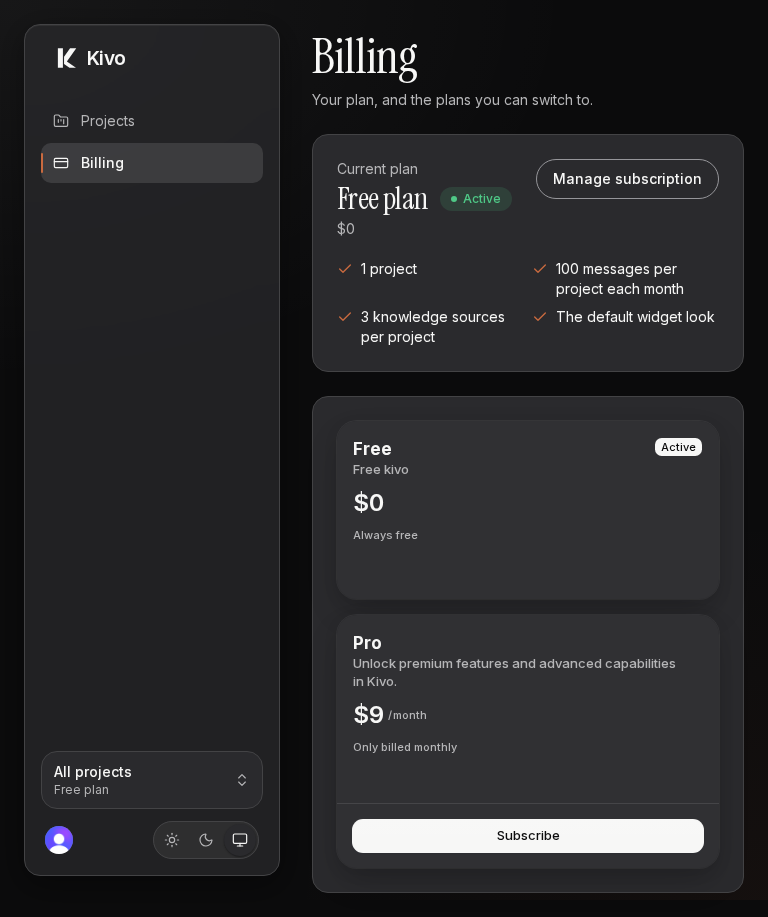 Kivo
Projects
Billing
All projects
Free plan
Billing
Your plan, and the plans you can switch to.
Current plan
Free plan
Active
$0
Manage subscription
1 project
100 messages per
project each month
3 knowledge sources
per project
The default widget look
Free
Active
Free kivo
$0
Always free
Pro
Unlock premium features and advanced capabilities
in Kivo.
$9 /month
Only billed monthly
Subscribe